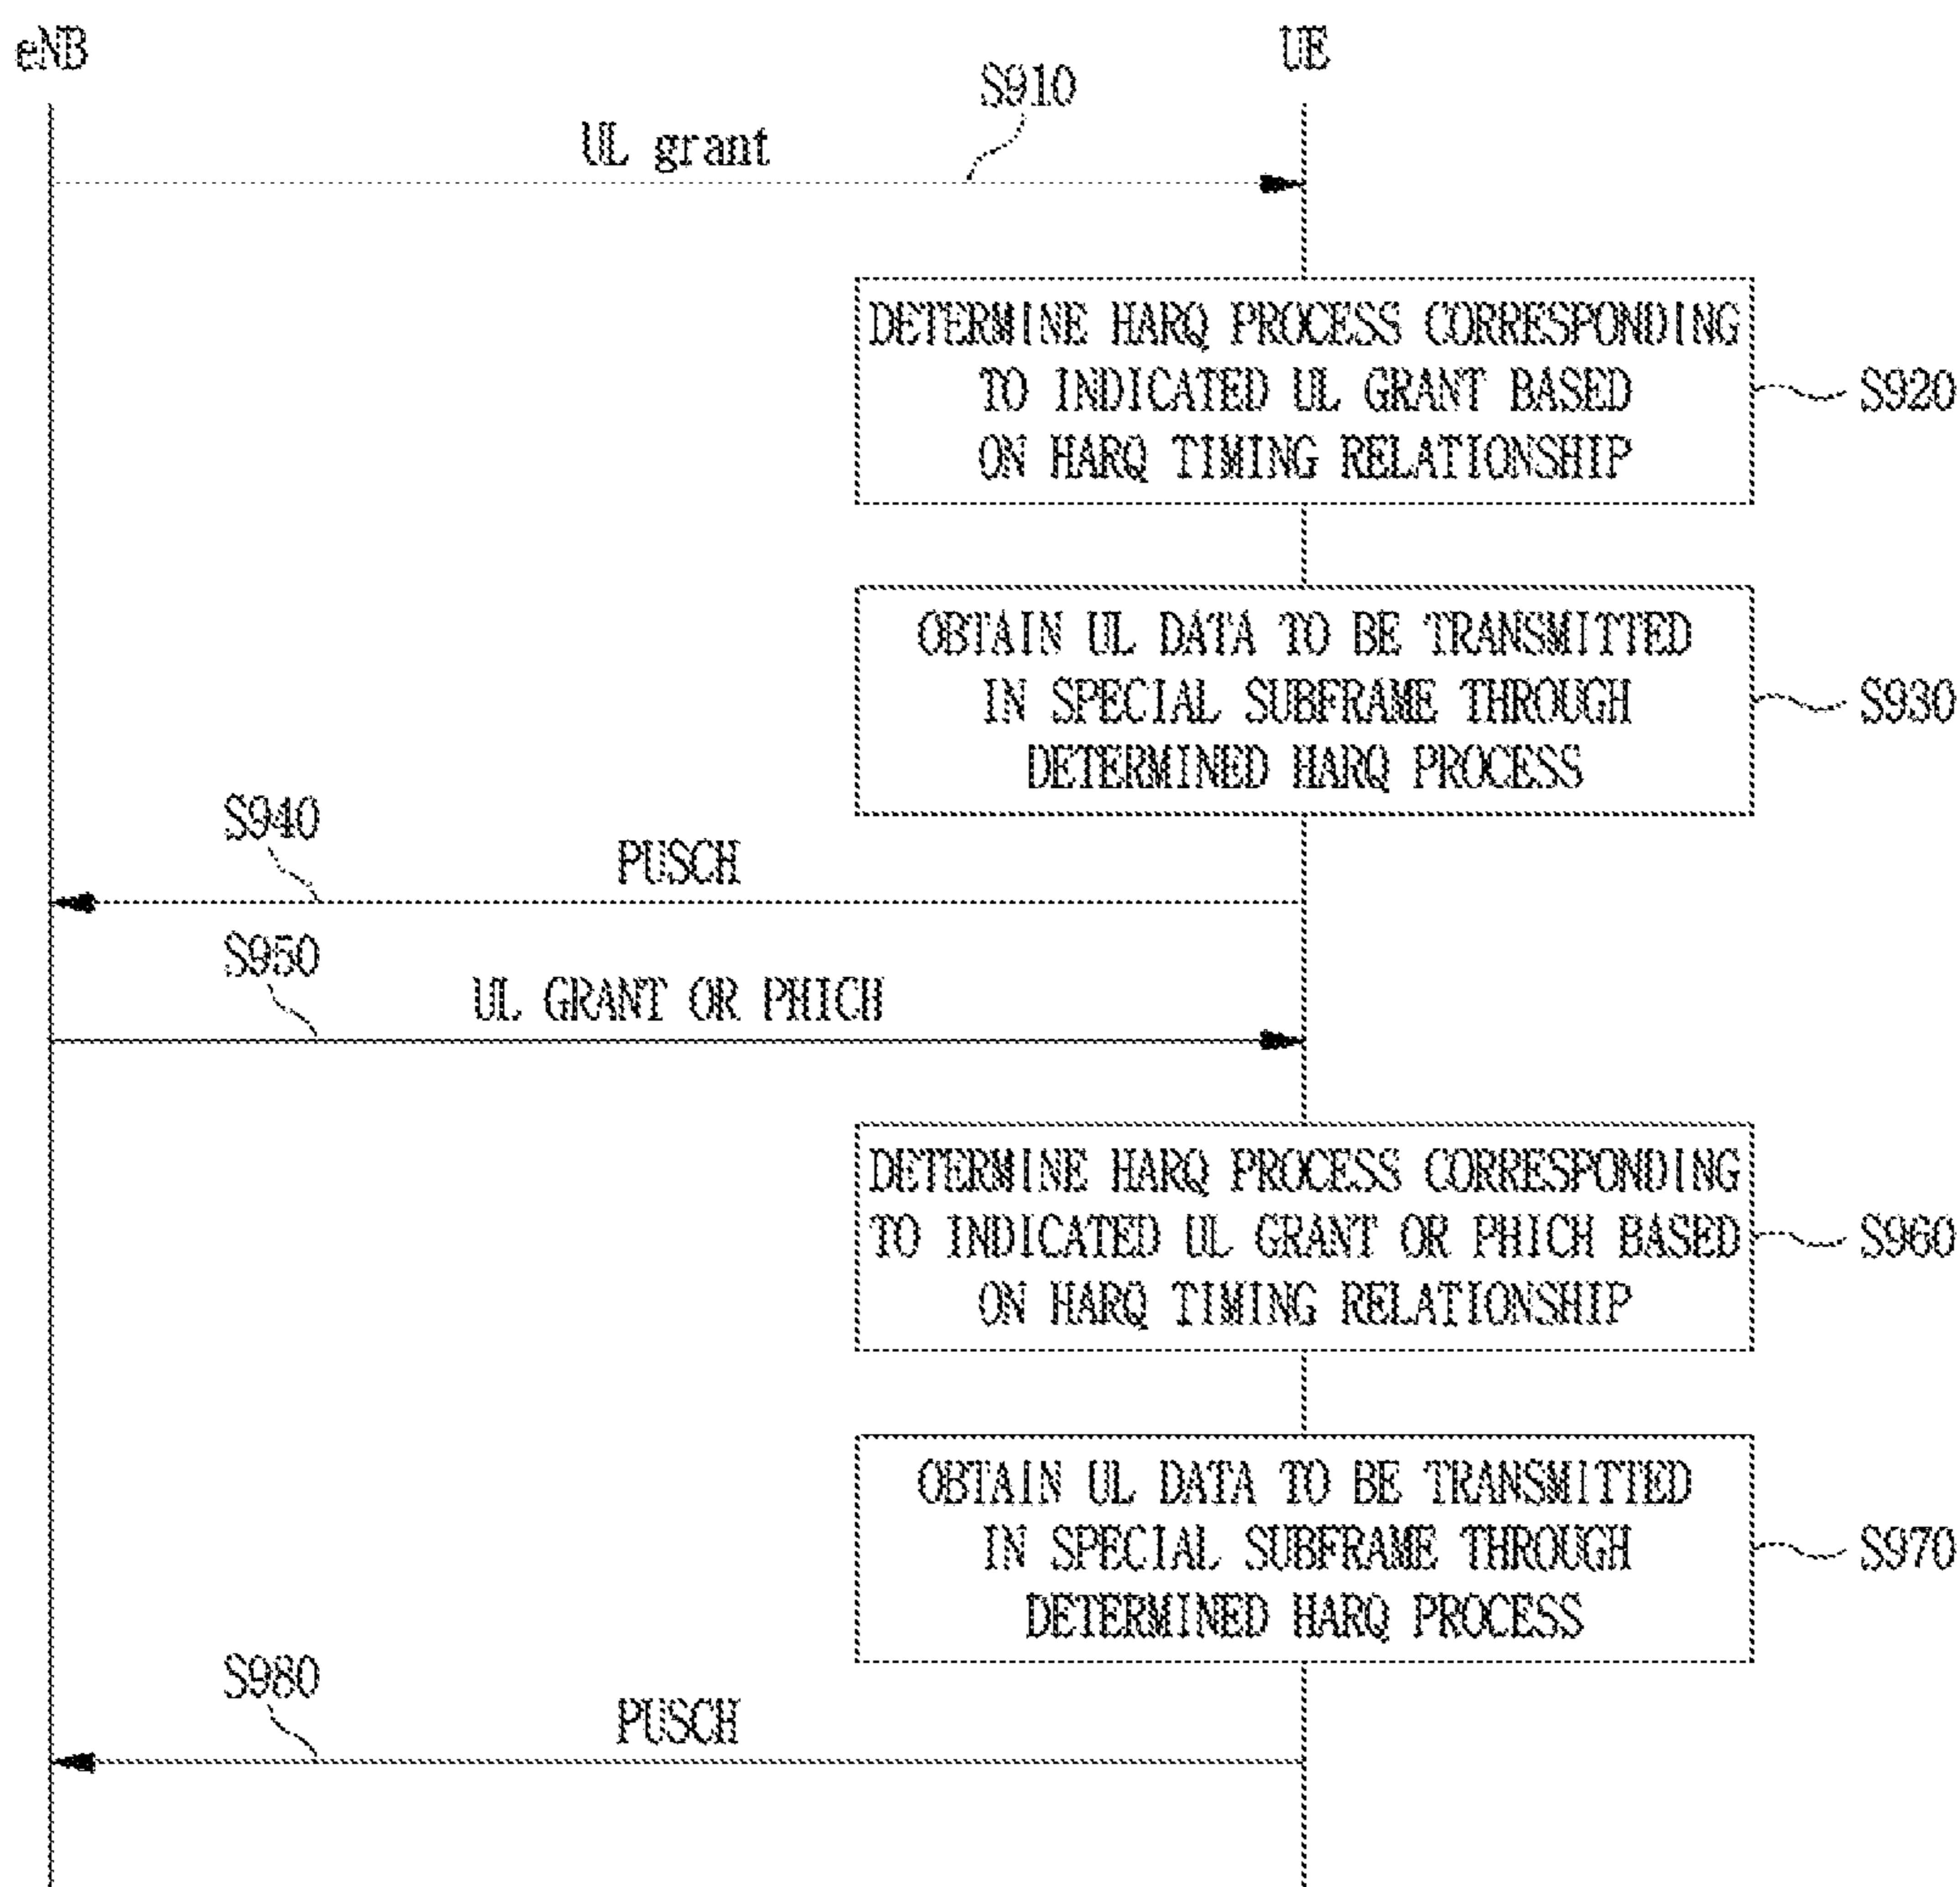 eNB
UE
S910
UL grant
DETERMINE HARQ PROCESS CORRESPONDING
TO INDICATED UL GRANT BASED
ON HARQ TIMING RELATIONSHIP
S920
OBTAIN UL DATA TO BE TRANSMITTED
IN SPECIAL SUBFRAME THROUGH
DETERMINED HARQ PROCESS
S930
S940
PUSCH
S950
UL GRANT OR PHICH
DETERMINE HARQ PROCESS CORRESPONDING
TO INDICATED UL GRANT OR PHICH BASED
ON HARQ TIMING RELATIONSHIP
S960
OBTAIN UL DATA TO BE TRANSMITTED
IN SPECIAL SUBFRAME THROUGH
DETERMINED HARQ PROCESS
S970
S980
PUSCH